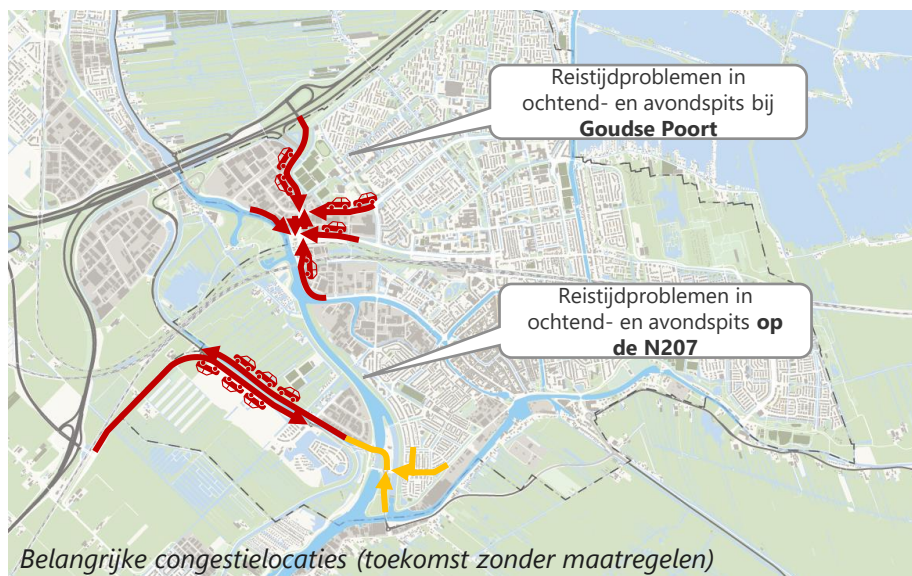 Reistijdproblemen in
ochtend- en avondspits bij
Goudse Poort
Reistijdproblemen in
ochtend- en avondspits op
de N207
Belangrijke congestielocaties (toekomst zonder maatregelen)